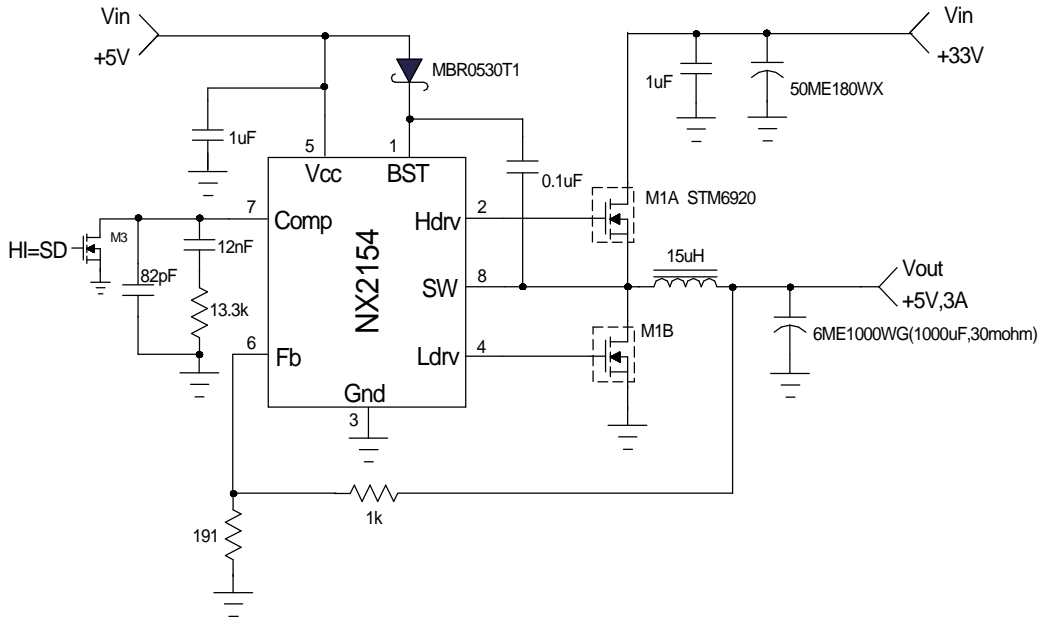 Vin
+5V
MBR0530T1
Vin
+33V
1uF
50ME180WX
1uF
5
1
Vcc
BST
0.1uF
M1A STM6920
7
Comp
Hdrv
2
HI=SD
M3
12nF
82pF
13.3k
NX2154
SW
8
15uH
Vout
+5V,3A
6
Fb
Ldrv
4
M1B
6ME1000WG(1000uF,30mohm)
Gnd
3
1k
191